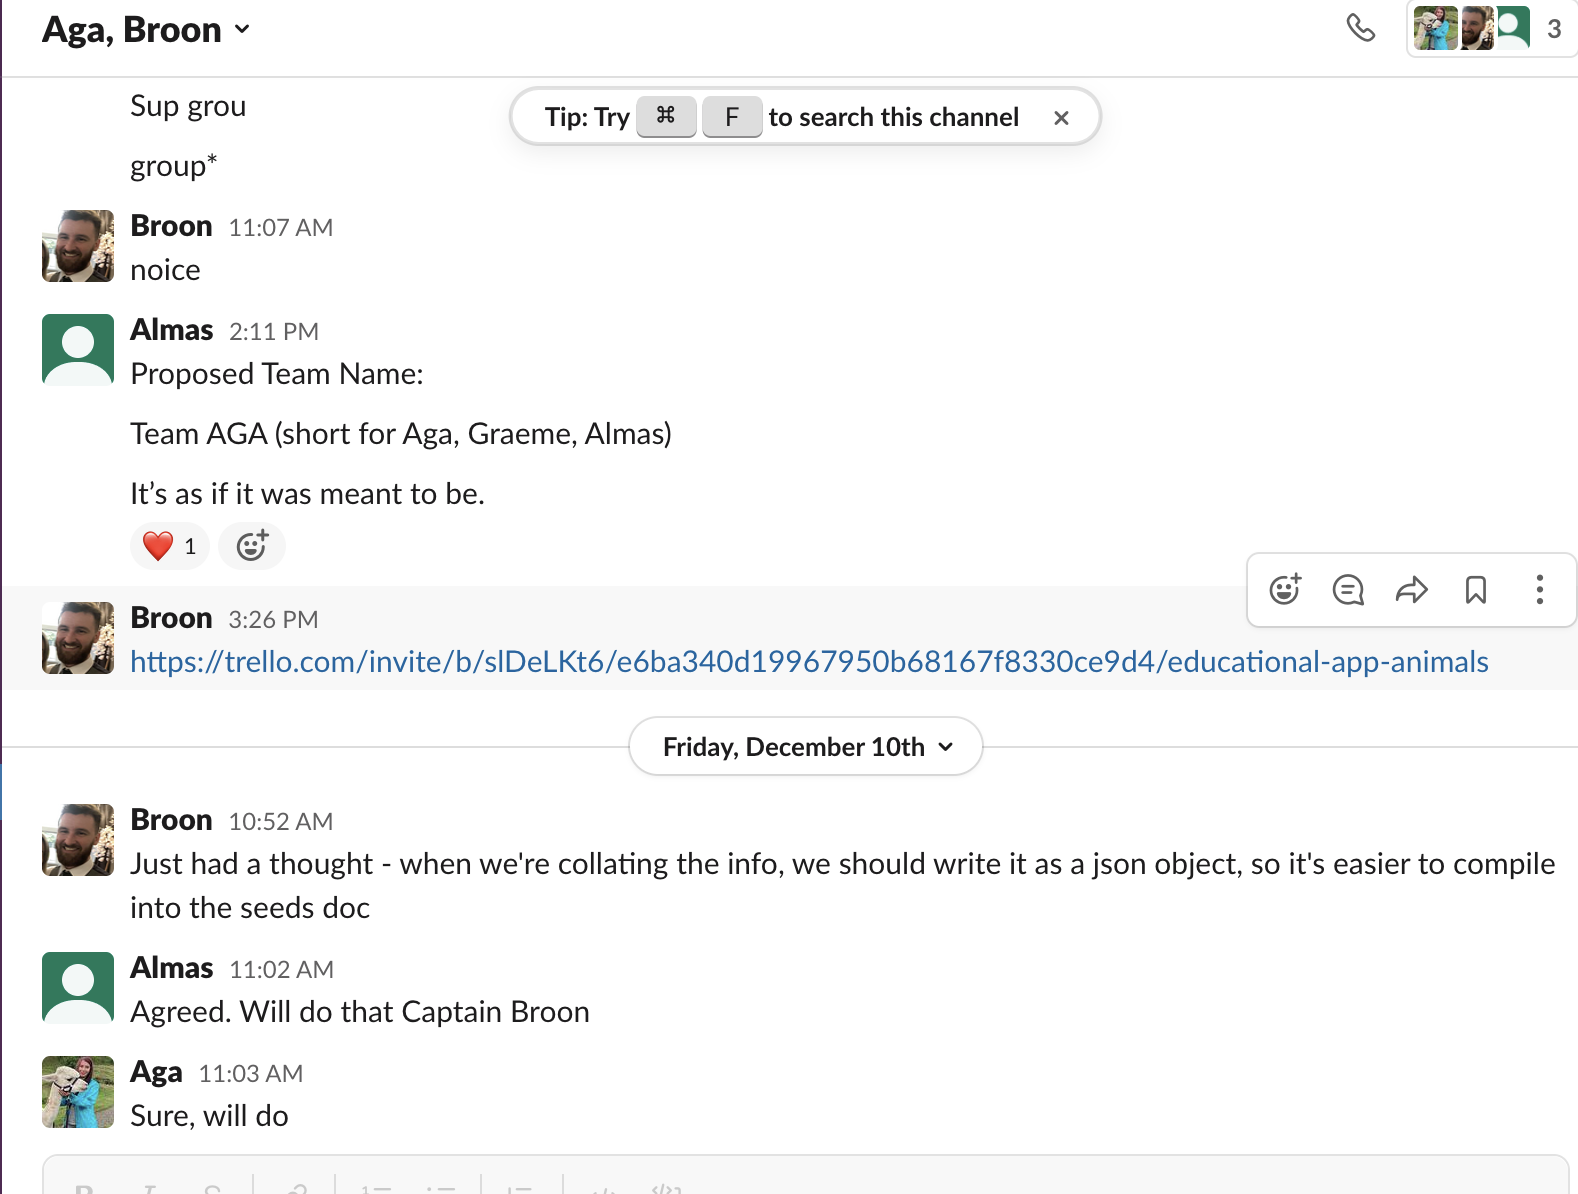 Aga, Broon
3
Sup grou
Tip: Try ⌘ F to search this channel
group*
Broon 11:07 AM
noice
Almas 2:11 PM
Proposed Team Name:
Team AGA (short for Aga, Graeme, Almas)
It’s as if it was meant to be.
1
Broon 3:26 PM
https://trello.com/invite/b/slDeLKt6/e6ba340d19967950b68167f8330ce9d4/educational-app-animals
Friday, December 10th
Broon 10:52 AM
Just had a thought - when we're collating the info, we should write it as a json object, so it's easier to compile
into the seeds doc
Almas 11:02 AM
Agreed. Will do that Captain Broon
Aga 11:03 AM
Sure, will do